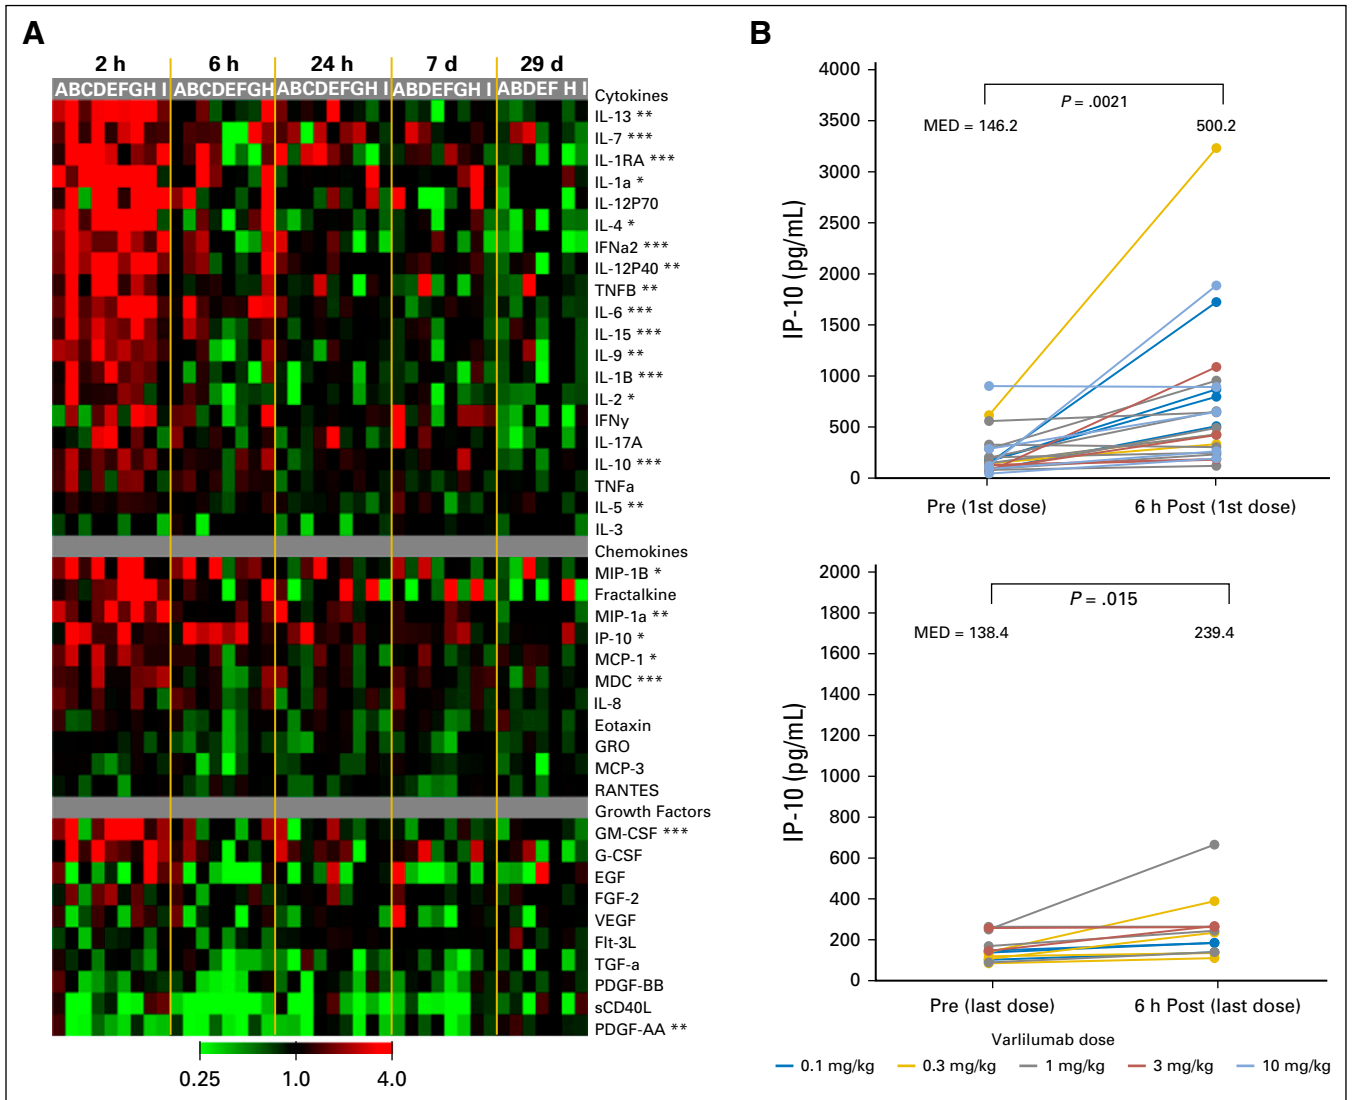 A
2 h 6 h 24 h 7 d 29 d
ABCDEFGH I ABCDEFGH ABCDEFGH I ABDEFGH I ABDEF H I
Cytokines
IL-13 **
IL-7 ***
IL-1RA ***
IL-1a *
IL-12P70
IL-4 *
IFNa2 ***
IL-12P40 **
TNFB **
IL-6 ***
IL-15 ***
IL-9 **
IL-1B ***
IL-2 *
IFNy
IL-17A
IL-10 ***
TNFa
IL-5 **
IL-3
Chemokines
MIP-1B *
Fractalkine
MIP-1a **
IP-10 *
MCP-1 *
MDC ***
IL-8
Eotaxin
GRO
MCP-3
RANTES
Growth Factors
GM-CSF ***
G-CSF
EGF
FGF-2
VEGF
Flt-3L
TGF-a
PDGF-BB
sCD40L
PDGF-AA **
0.25 1.0 4.0
B
IP-10 (pg/mL)
4000
3500
3000
2500
2000
1500
1000
500
0
P = .0021
MED = 146.2 500.2
Pre (1st dose) 6 h Post (1st dose)
IP-10 (pg/mL)
2000
1800
1600
1400
1200
1000
800
600
400
200
0
P = .015
MED = 138.4 239.4
Pre (last dose) 6 h Post (last dose)
Varlilumab dose
0.1 mg/kg 0.3 mg/kg 1 mg/kg 3 mg/kg 10 mg/kg